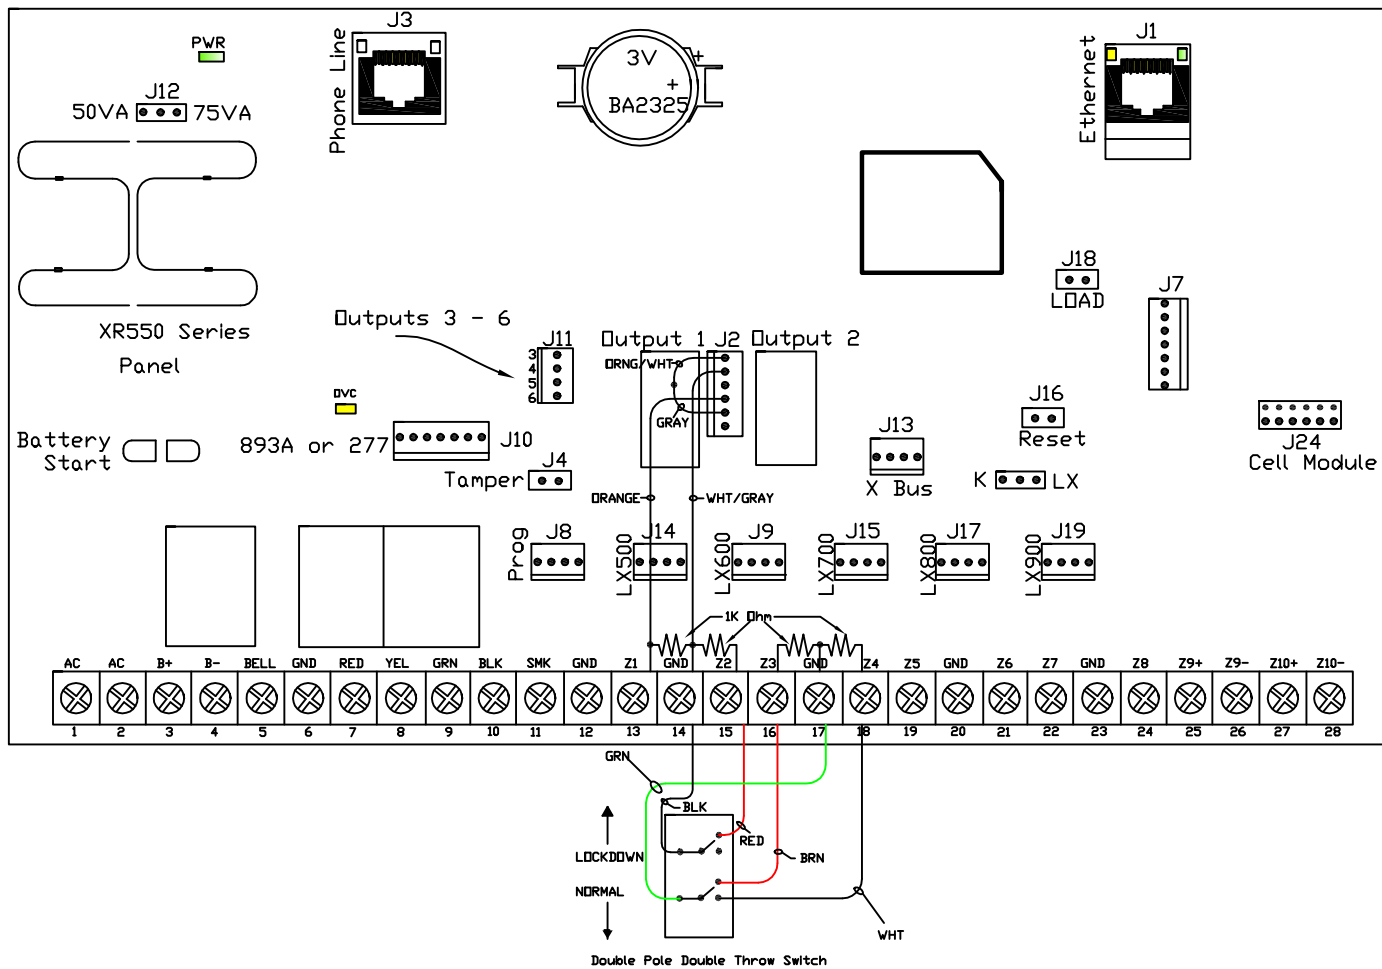 PWR
J3
Phone Line
3V
+
+
BA2325
J1
Ethernet
J12
50VA
75VA
XR550 Series
Panel
J18
LOAD
J7
Outputs 3 - 6
J11
3
4
5
6
Output 1
J2
Output 2
ORNG/WHT
GRAY
OVC
Battery
Start
893A or 277
J10
J4
Tamper
J13
X Bus
J16
Reset
K
LX
J24
Cell Module
ORANGE
WHT/GRAY
Prog
J8
LX500
J14
LX600
J9
LX700
J15
LX800
J17
LX900
J19
1K Ohm
AC AC B+ B- BELL GND RED YEL GRN BLK SMK GND Z1 GND Z2 Z3 GND Z4 Z5 GND Z6 Z7 GND Z8 Z9+ Z9- Z10+ Z10-
1 2 3 4 5 6 7 8 9 10 11 12 13 14 15 16 17 18 19 20 21 22 23 24 25 26 27 28
GRN
BLK
RED
LOCKDOWN
BRN
NORMAL
WHT
Double Pole Double Throw Switch